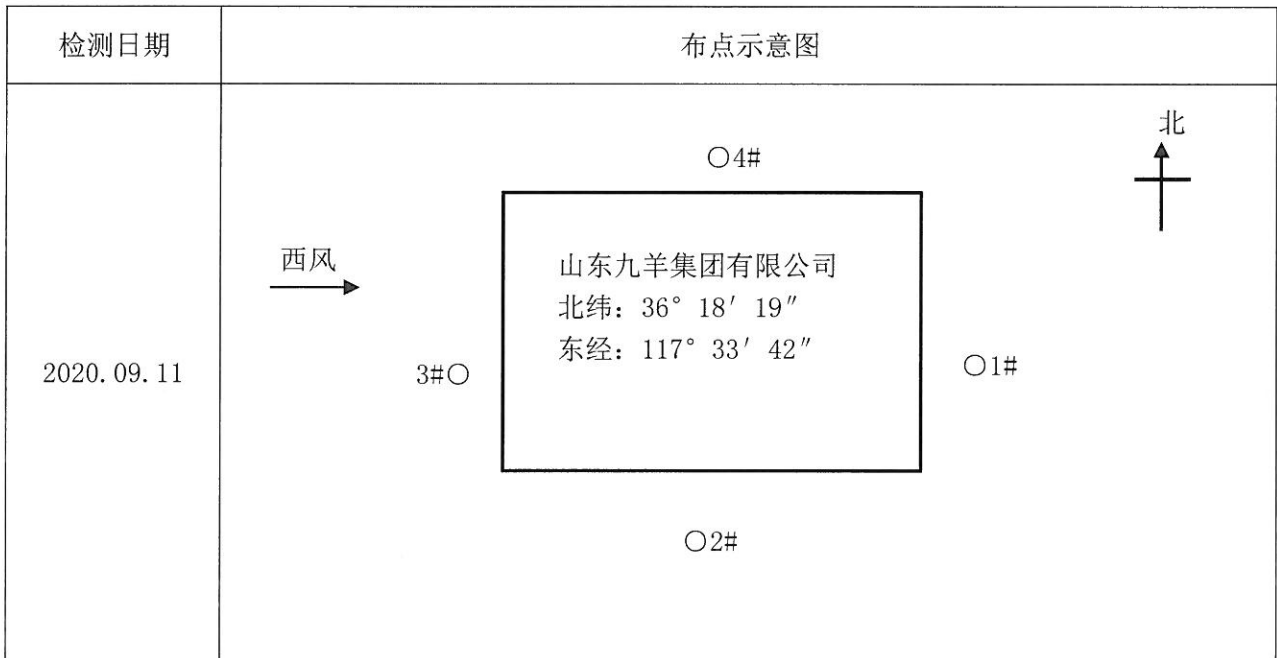 检测日期
布点示意图
北
○4#
西风
山东九羊集团有限公司
北纬：36° 18′ 19″
东经：117° 33′ 42″
2020.09.11
3#○
○1#
○2#